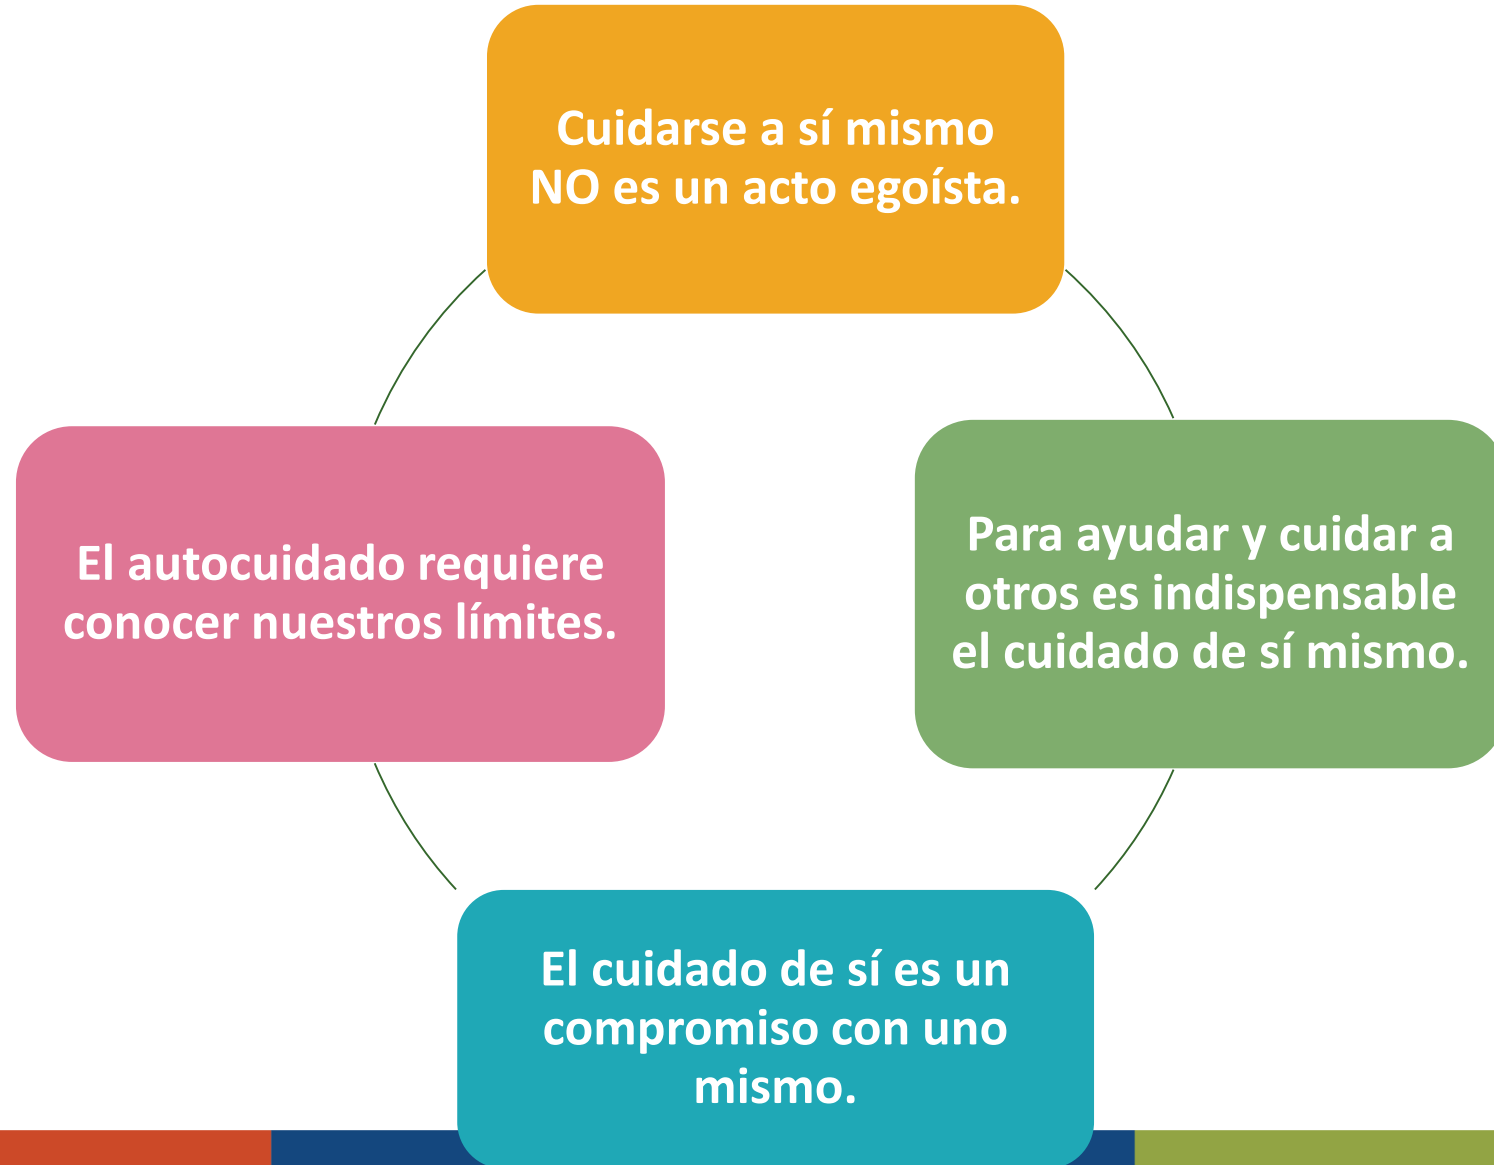 Cuidarse a sí mismo
NO es un acto egoísta.
El autocuidado requiere
conocer nuestros límites.
Para ayudar y cuidar a
otros es indispensable
el cuidado de sí mismo.
El cuidado de sí es un
compromiso con uno
mismo.